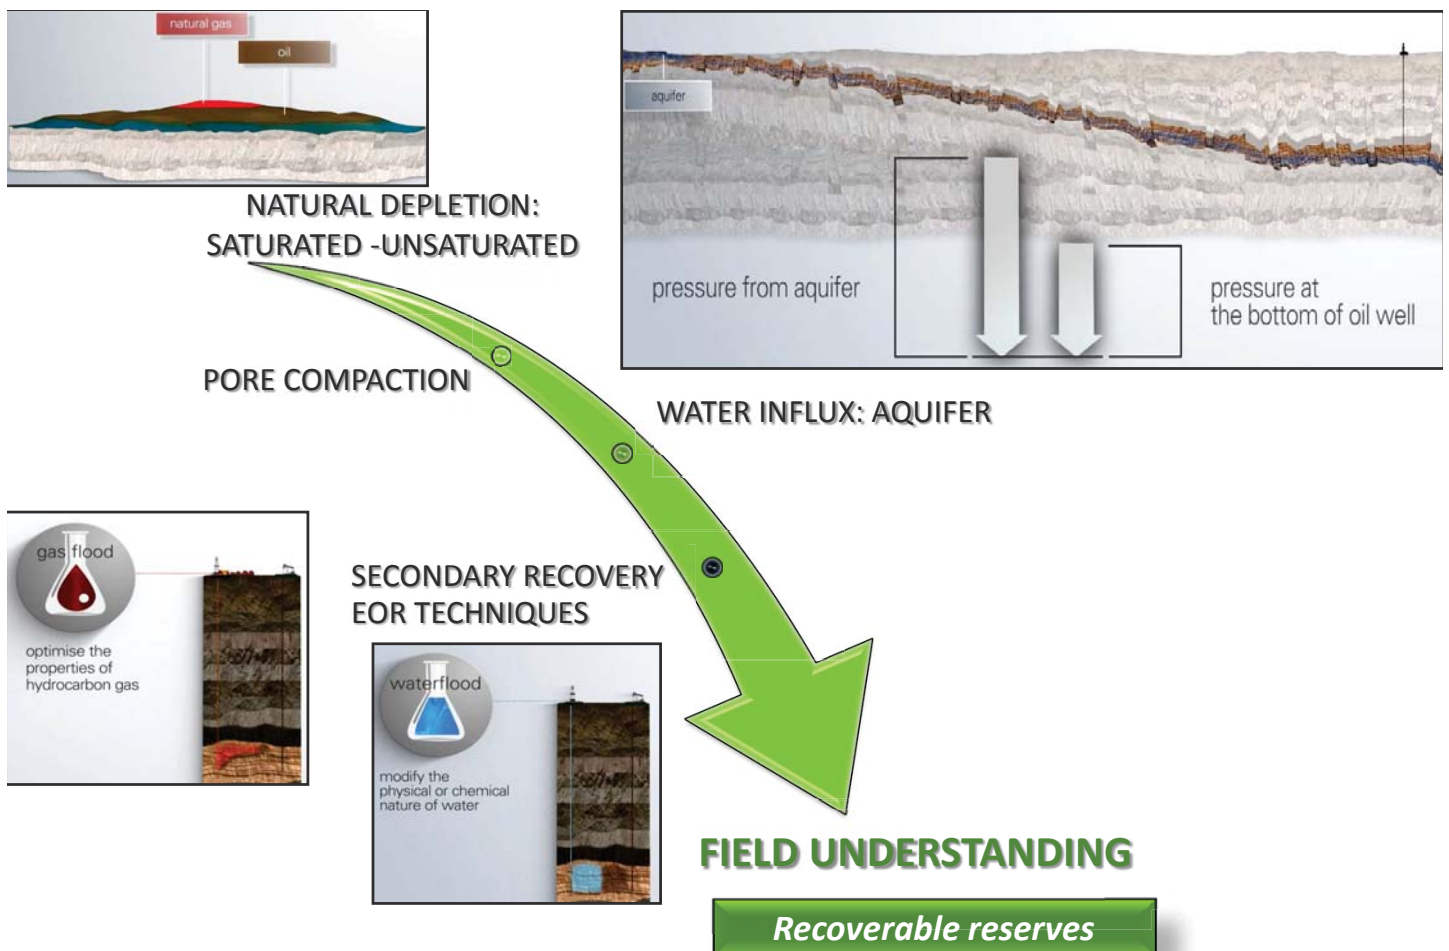 natural gas
oil
aquifer
pressure from aquifer
pressure at
the bottom of oil well
NATURAL DEPLETION:
SATURATED -UNSATURATED
PORE COMPACTION
WATER INFLUX: AQUIFER
gas flood
optimise the
properties of
hydrocarbon gas
SECONDARY RECOVERY
EOR TECHNIQUES
waterflood
modify the
physical or chemical
nature of water
FIELD UNDERSTANDING
Recoverable reserves